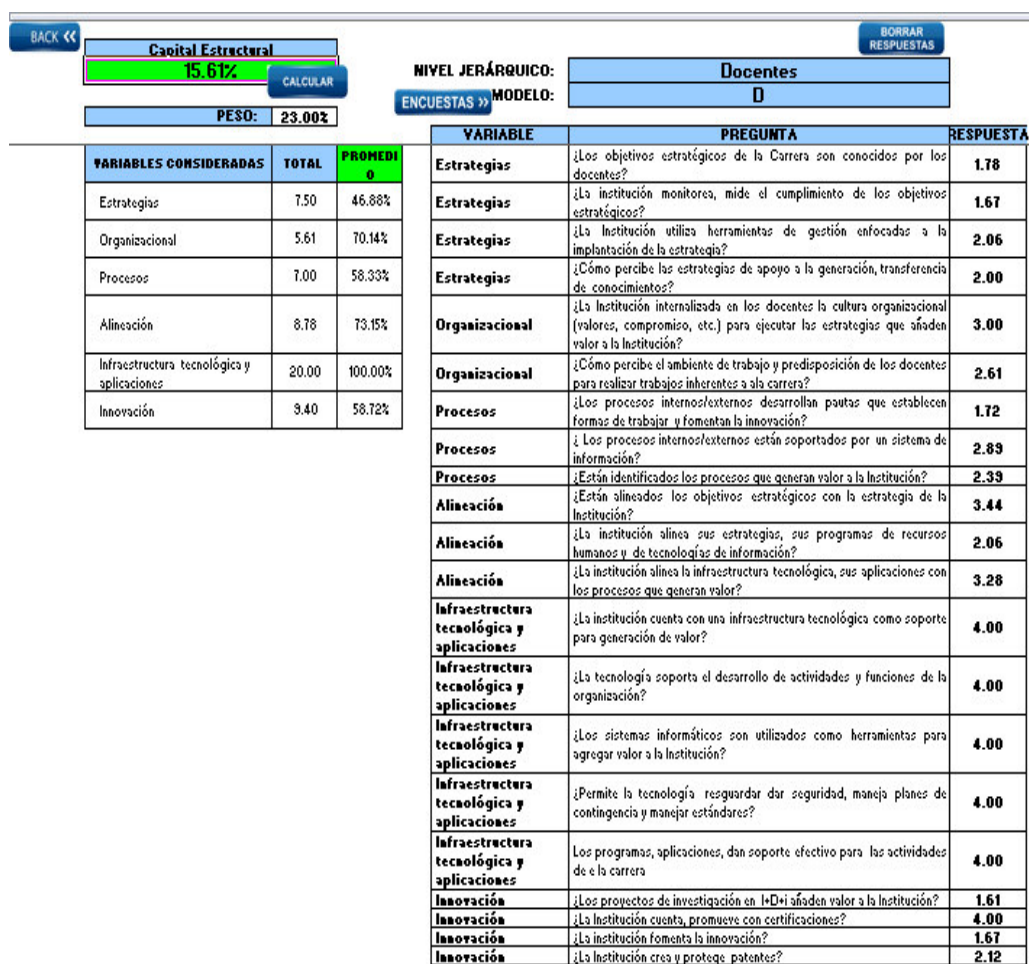 BACK <<
BORRAR
RESPUESTAS
Capital Estructural
15.61%
CALCULAR
NIVEL JERÁRQUICO:
Docentes
ENCUESTAS >>
MODELO:
D
PESO:
23.00%
VARIABLES CONSIDERADAS TOTAL PROMEDI
O
Estrategias 7.50 46.88%
Organizacional 5.61 70.14%
Procesos 7.00 58.33%
Alineación 8.78 73.15%
Infraestructura tecnológica y
aplicaciones
20.00 100.00%
Innovación 9.40 58.72%
VARIABLE PREGUNTA RESPUESTA
Estrategias
¿Los objetivos estratégicos de la Carrera son conocidos por los
docentes?
1.78
Estrategias
¿La institución monitorea, mide el cumplimiento de los objetivos
estratégicos?
1.67
Estrategias
¿La Institución utiliza herramientas de gestión enfocadas a la
implantación de la estrategia?
2.06
Estrategias
¿Cómo percibe las estrategias de apoyo a la generación, transferencia
de conocimientos?
2.00
Organizacional
¿La Institución internalizada en los docentes la cultura organizacional
(valores, compromiso, etc.) para ejecutar las estrategias que añaden
valor a la Institución?
3.00
Organizacional
¿Cómo percibe el ambiente de trabajo y predisposición de los docentes
para realizar trabajos inherentes a ala carrera?
2.61
Procesos
¿Los procesos internos/externos desarrollan pautas que establecen
formas de trabajar y fomentan la innovación?
1.72
Procesos
¿ Los procesos internos/externos están soportados por un sistema de
información?
2.89
Procesos ¿Están identificados los procesos que generan valor a la Institución? 2.39
Alineación
¿Están alineados los objetivos estratégicos con la estrategia de la
Institución?
3.44
Alineación
¿La institución alinea sus estrategias, sus programas de recursos
humanos y de tecnologías de información?
2.06
Alineación
¿La institución alinea la infraestructura tecnológica, sus aplicaciones con
los procesos que generan valor?
3.28
Infraestructura
tecnológica y
aplicaciones
¿La institución cuenta con una infraestructura tecnológica como soporte
para generación de valor?
4.00
Infraestructura
tecnológica y
aplicaciones
¿La tecnología soporta el desarrollo de actividades y funciones de la
organización?
4.00
Infraestructura
tecnológica y
aplicaciones
¿Los sistemas informáticos son utilizados como herramientas para
agregar valor a la Institución?
4.00
Infraestructura
tecnológica y
aplicaciones
¿Permite la tecnología resguardar dar seguridad, maneja planes de
contingencia y manejar estándares?
4.00
Infraestructura
tecnológica y
aplicaciones
Los programas, aplicaciones, dan soporte efectivo para las actividades
de e la carrera
4.00
Innovación ¿Los proyectos de investigación en I+D+i añaden valor a la Institución? 1.61
Innovación ¿La Institución cuenta, promueve con certificaciones? 4.00
Innovación ¿La institución fomenta la innovación? 1.67
Innovación ¿La Institución crea y protege patentes? 2.12